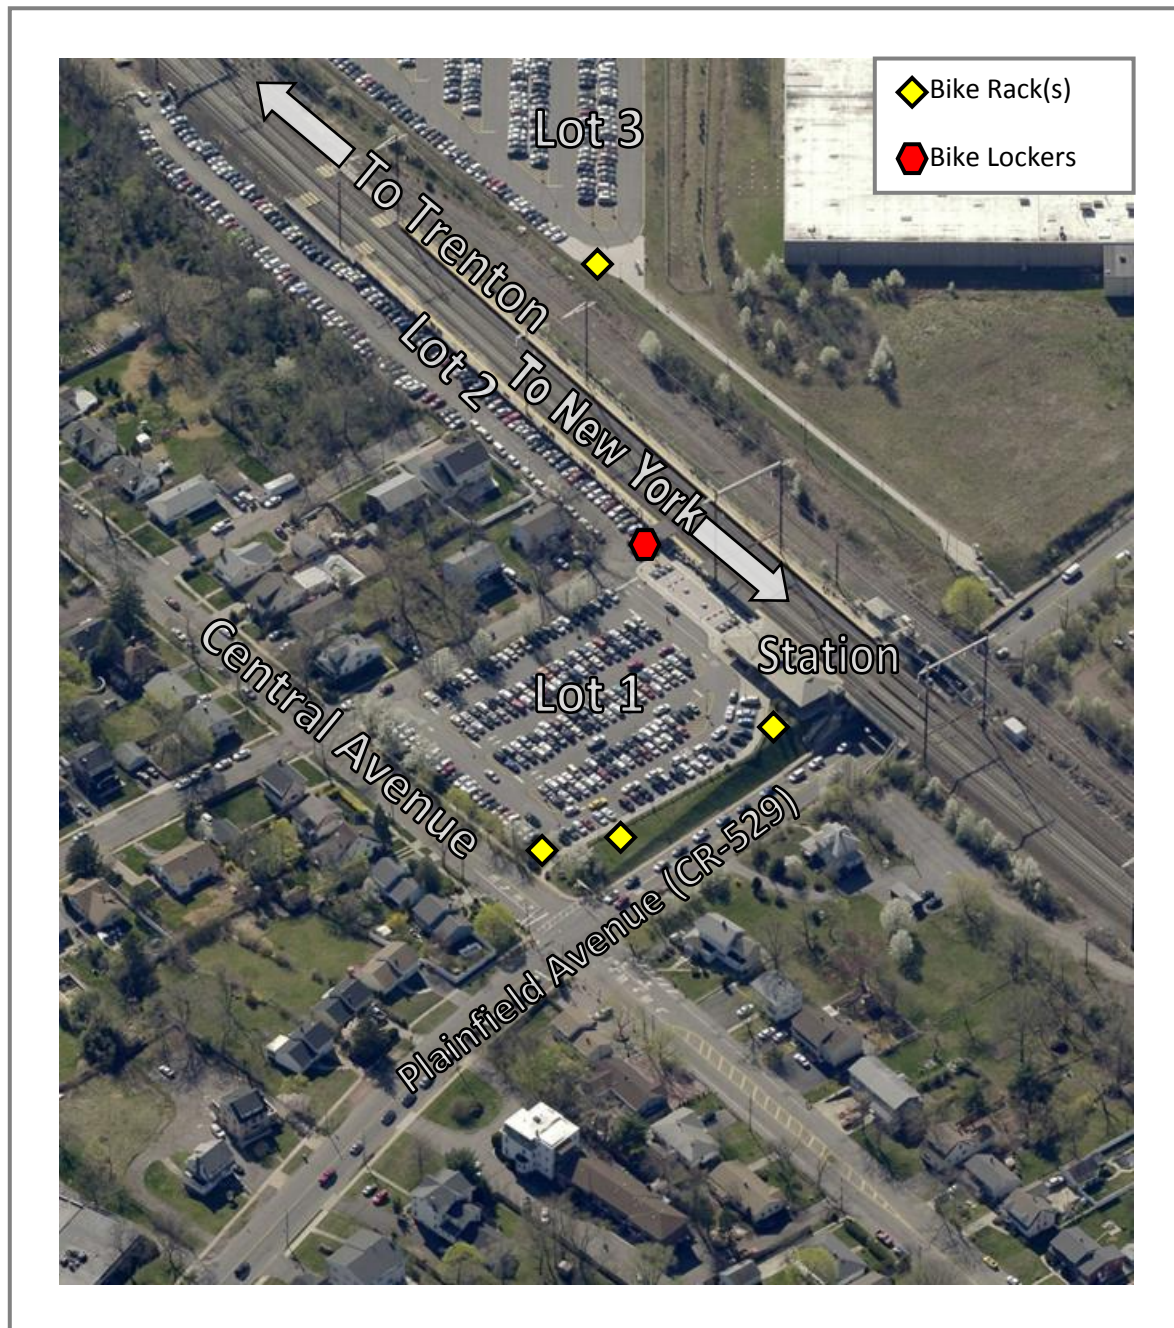 Bike Rack(s)
Bike Lockers
Lot 3
To Trenton
Lot 2
To New York
Central Avenue
Lot 1
Station
Plainfield Avenue (CR-529)